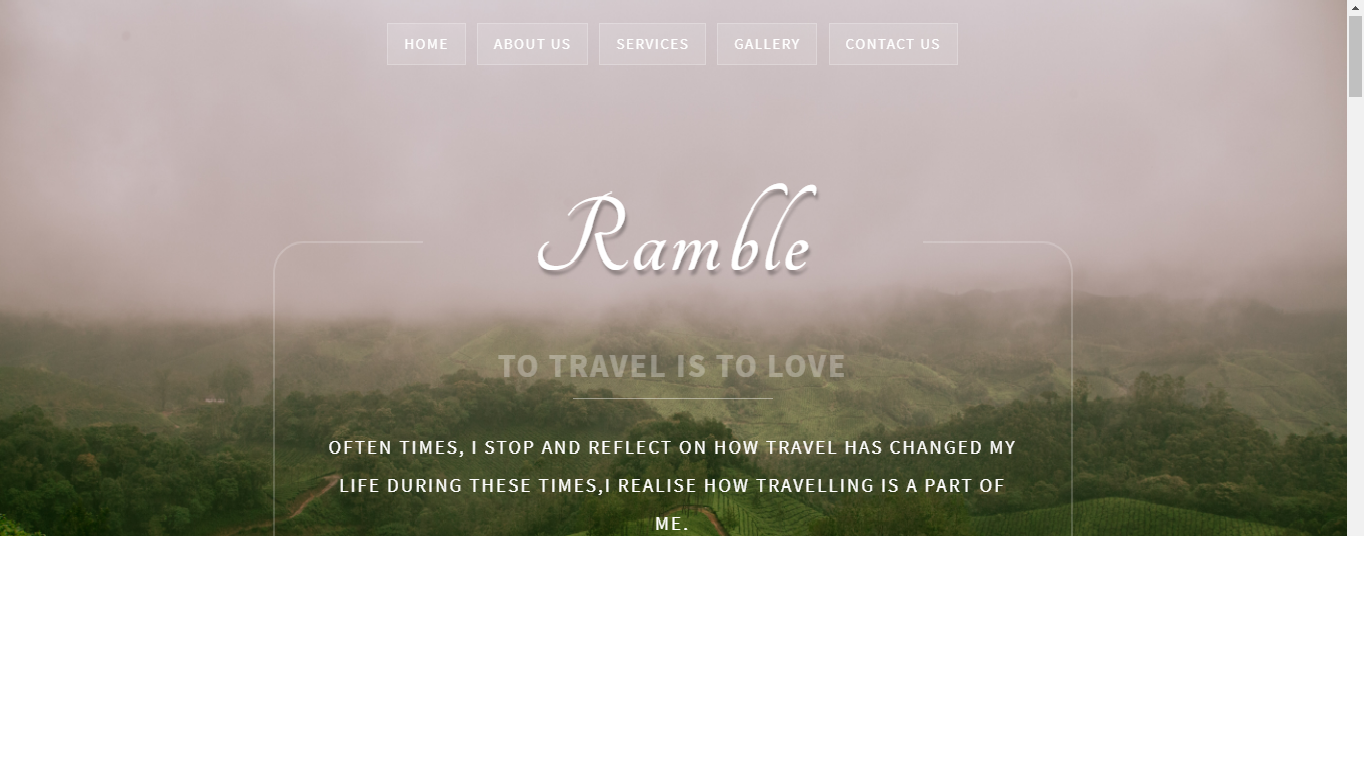 HOME ABOUT US SERVICES GALLERY CONTACT US
Ramble
TO TRAVEL IS TO LOVE
OFTEN TIMES, I STOP AND REFLECT ON HOW TRAVEL HAS CHANGED MY
LIFE DURING THESE TIMES,I REALISE HOW TRAVELLING IS A PART OF
ME.